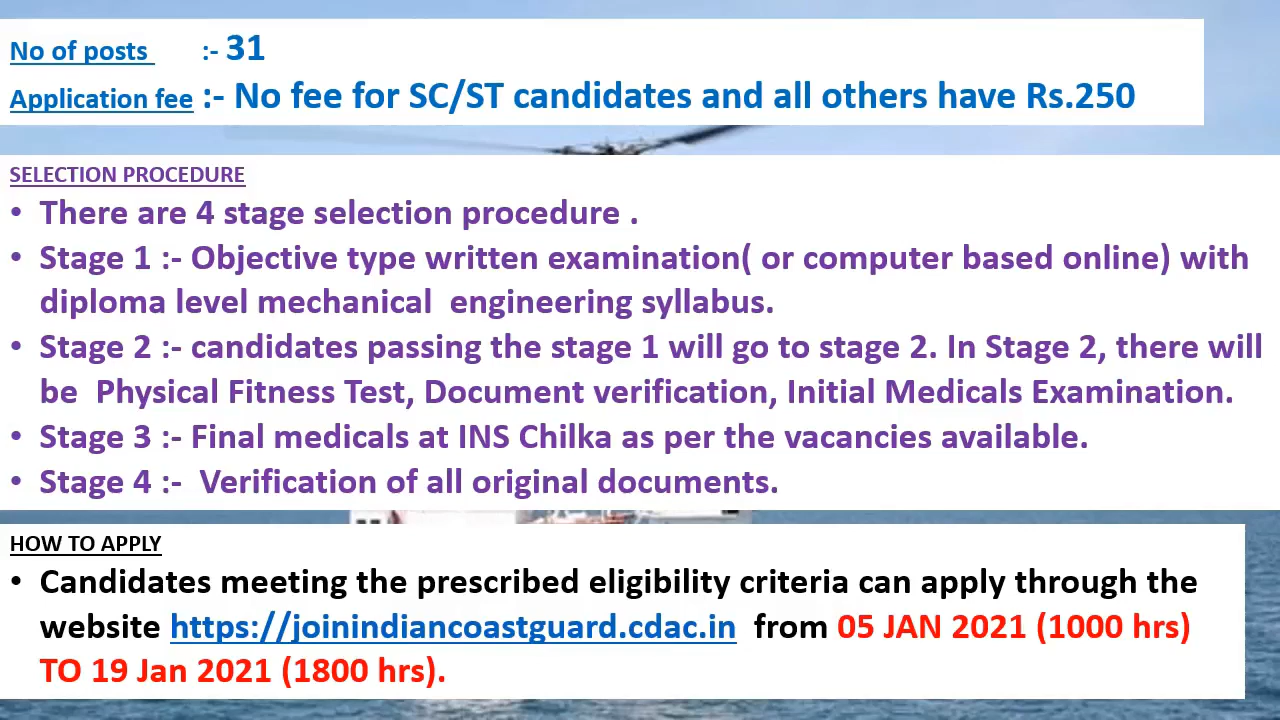 No of posts :- 31
Application fee :- No fee for SC/ST candidates and all others have Rs.250
SELECTION PROCEDURE
• There are 4 stage selection procedure .
• Stage 1 :- Objective type written examination( or computer based online) with
diploma level mechanical engineering syllabus.
• Stage 2 :- candidates passing the stage 1 will go to stage 2. In Stage 2, there will
be Physical Fitness Test, Document verification, Initial Medicals Examination.
• Stage 3 :- Final medicals at INS Chilka as per the vacancies available.
• Stage 4 :- Verification of all original documents.
HOW TO APPLY
• Candidates meeting the prescribed eligibility criteria can apply through the
website https://joinindiancoastguard.cdac.in from 05 JAN 2021 (1000 hrs)
TO 19 Jan 2021 (1800 hrs).